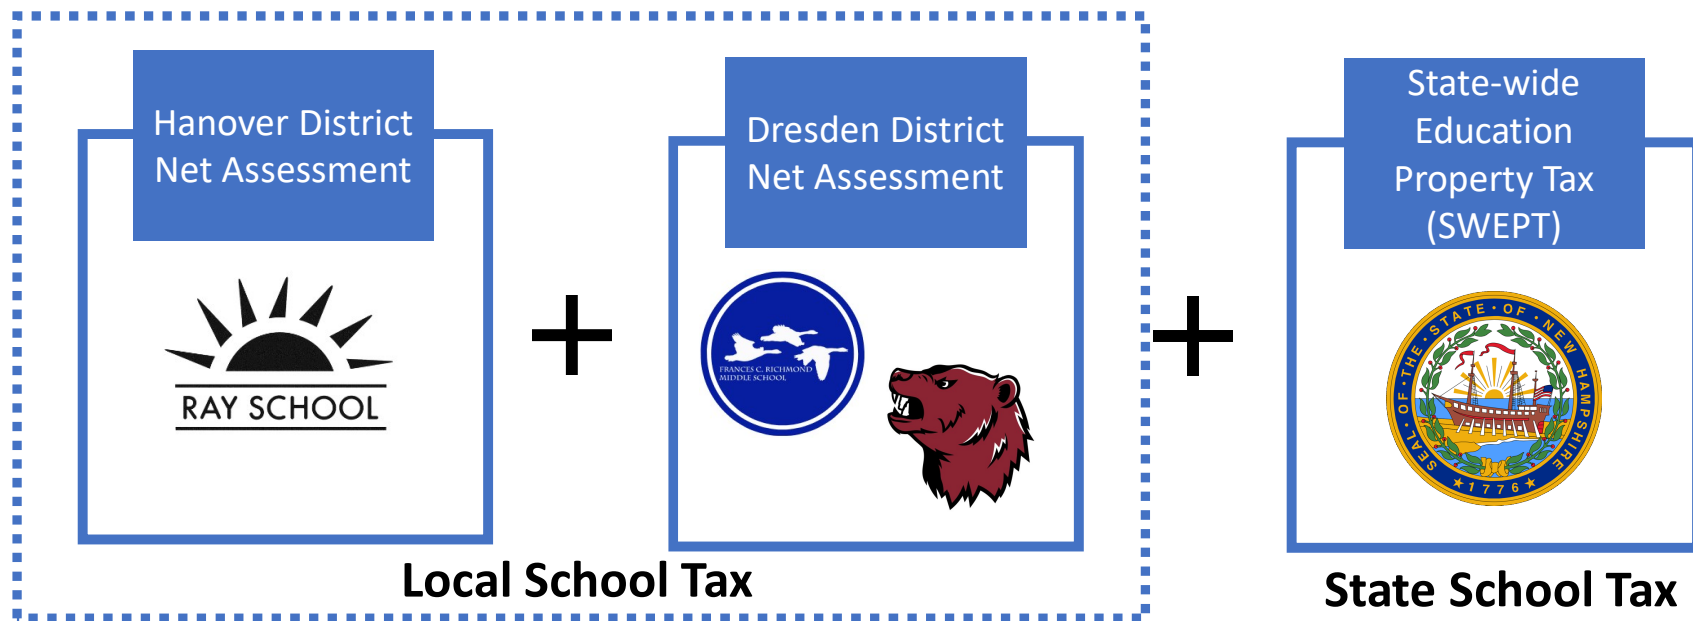 Hanover District
Net Assessment
RAY SCHOOL
Dresden District
Net Assessment
FRANCES C. RICHMOND
MIDDLE SCHOOL
Local School Tax
State-wide
Education
Property Tax
(SWEPT)
SEAL · OF · THE · STATE · OF · NEW HAMPSHIRE
1776
State School Tax